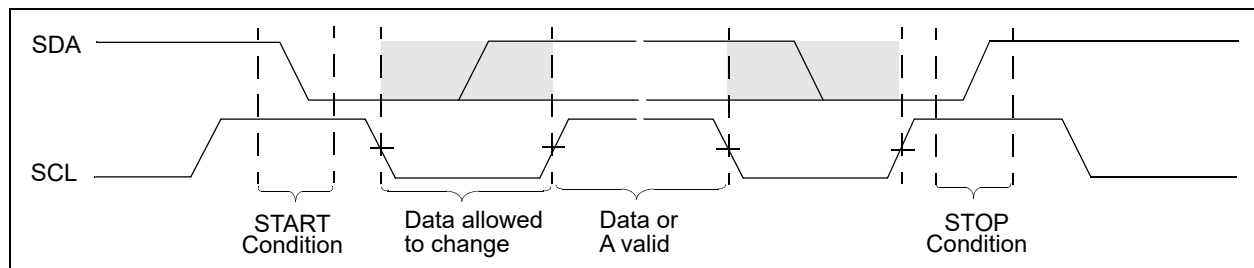 SDA
SCL
START
Condition
Data allowed
to change
Data or
A valid
STOP
Condition